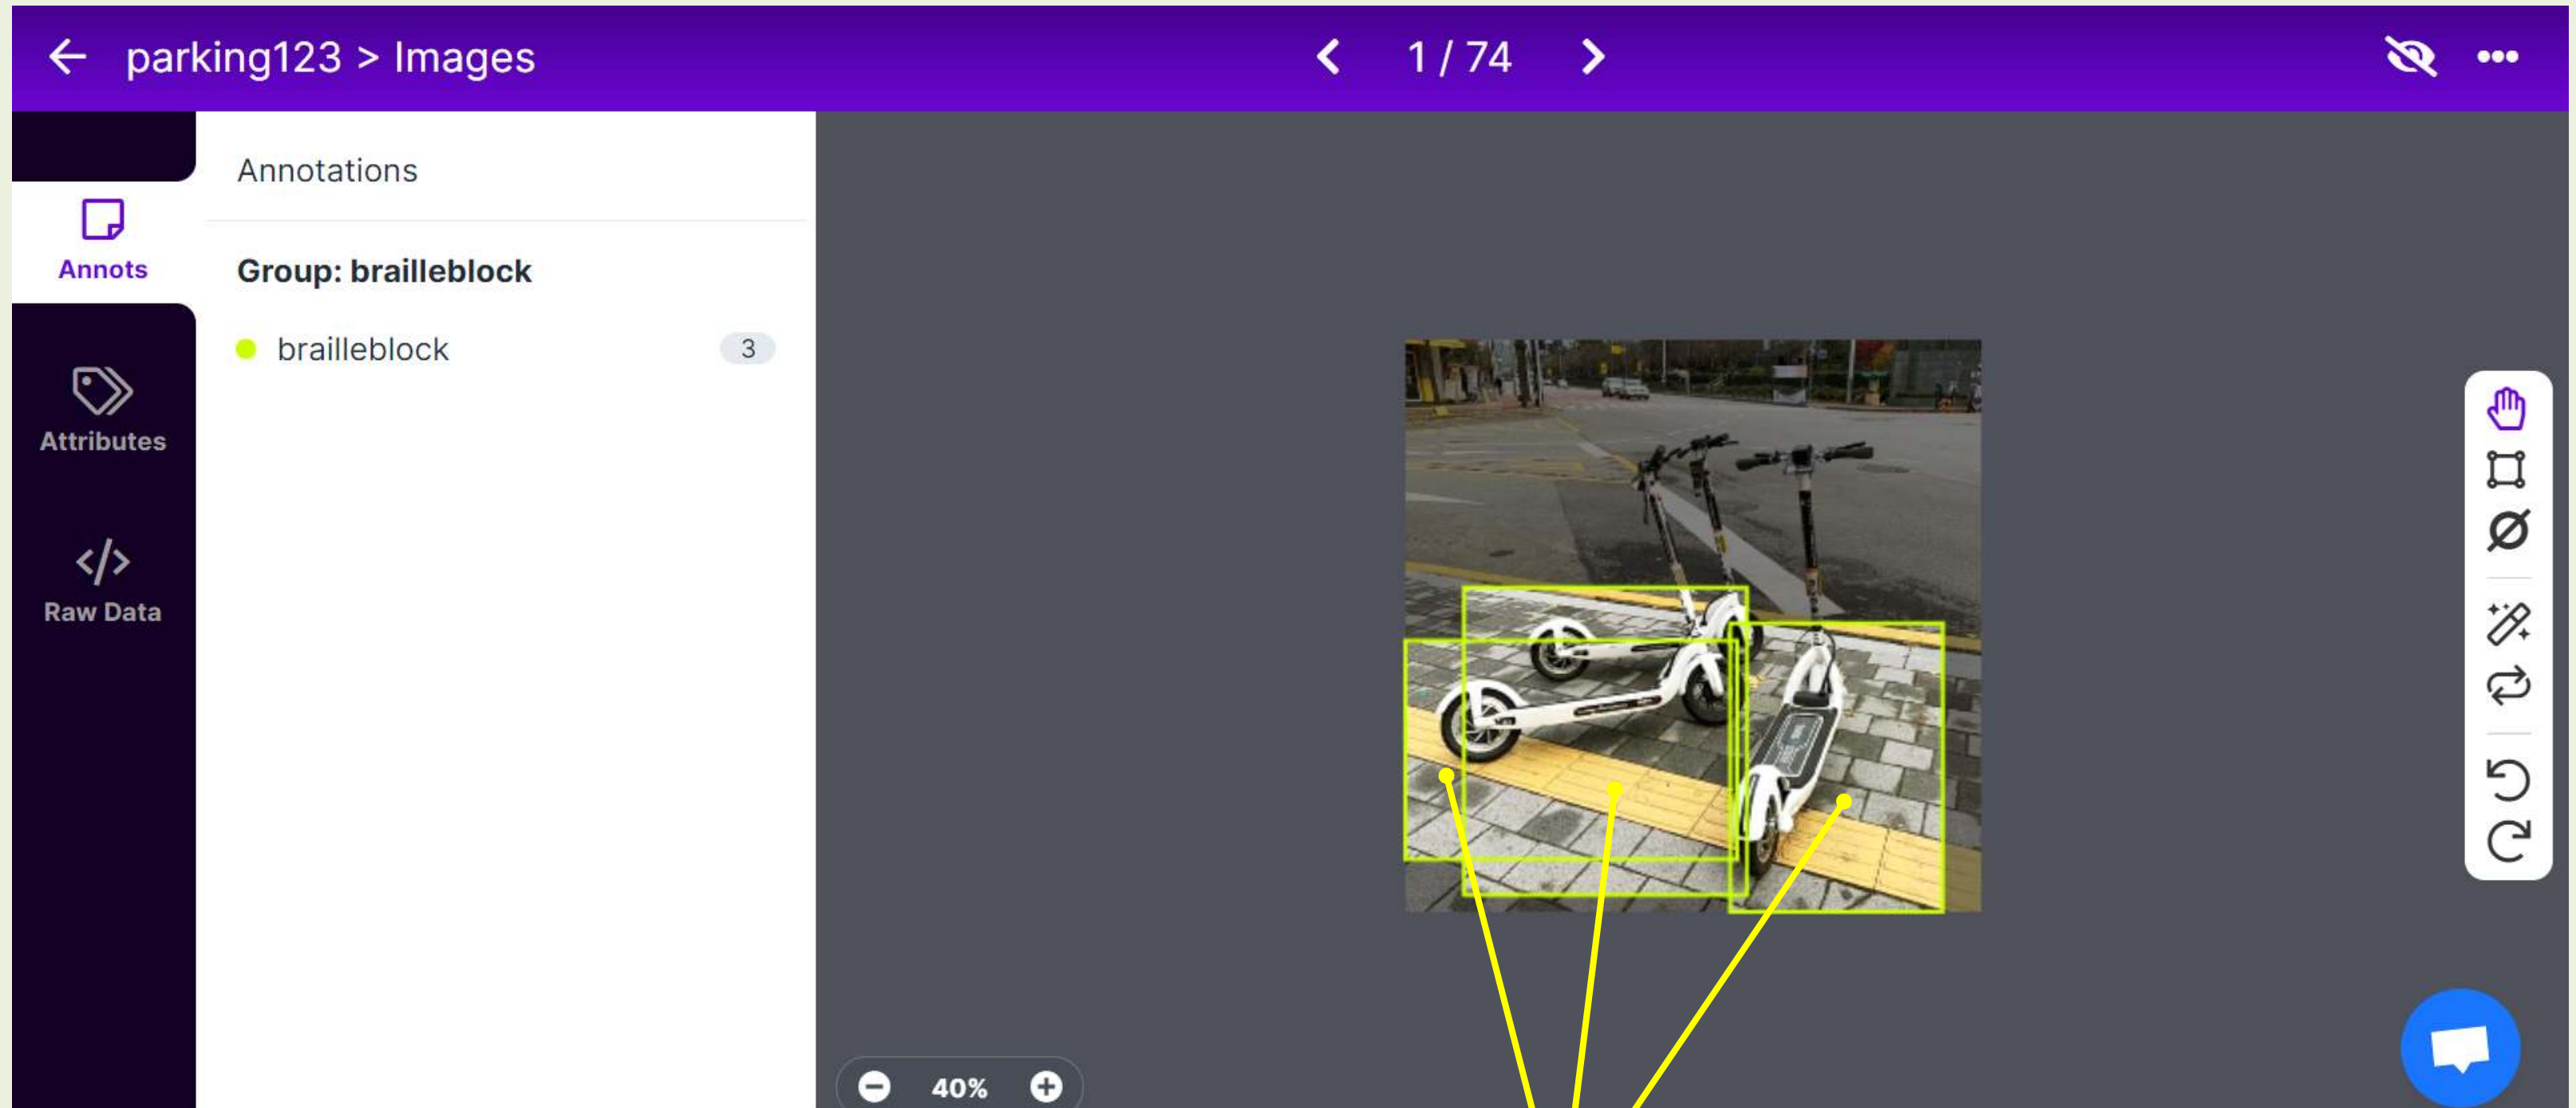 parking123 > Images
1 / 74
Annotations
Annots
Group: brailleblock
brailleblock 3
Attributes
Raw Data
40%